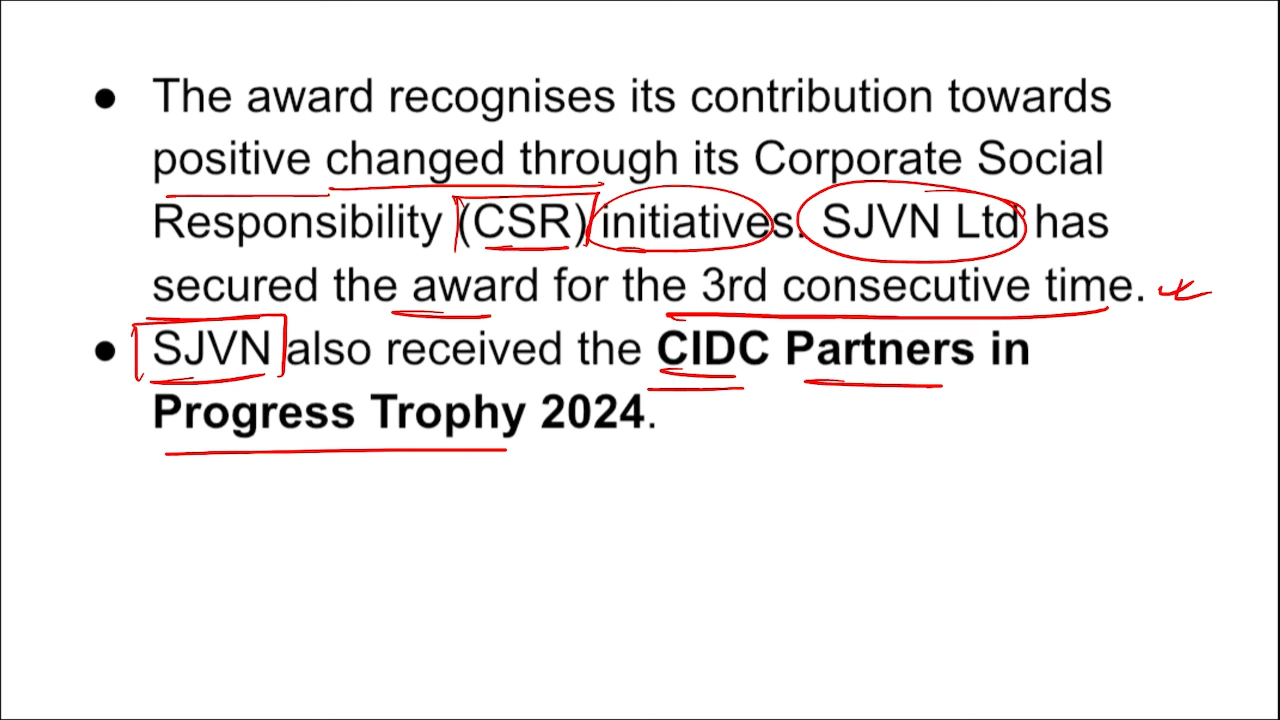 ● The award recognises its contribution towards
positive changed through its Corporate Social
Responsibility (CSR) initiatives. SJVN Ltd has
secured the award for the 3rd consecutive time.
● SJVN also received the CIDC Partners in
Progress Trophy 2024.